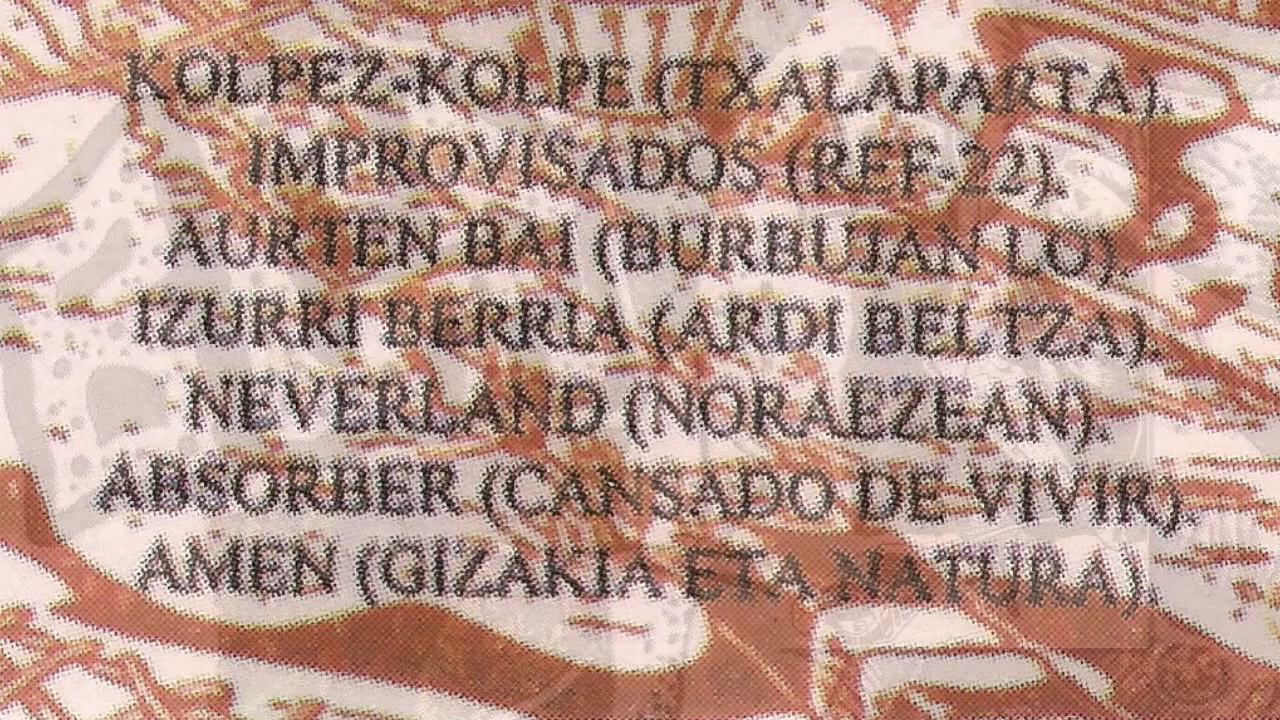 KOLPEZ-KOLPE (TXALAPARTA).
IMPROVISADOS (REF-22).
AURTEN BAI (BURBUJAN LO).
IZURRI BERRIA (ARDI BELTZA).
NEVERLAND (NORAEZEAN).
ABSORBER (CANSADO DE VIVIR).
AMEN (GIZAKIA ETA NATURA).